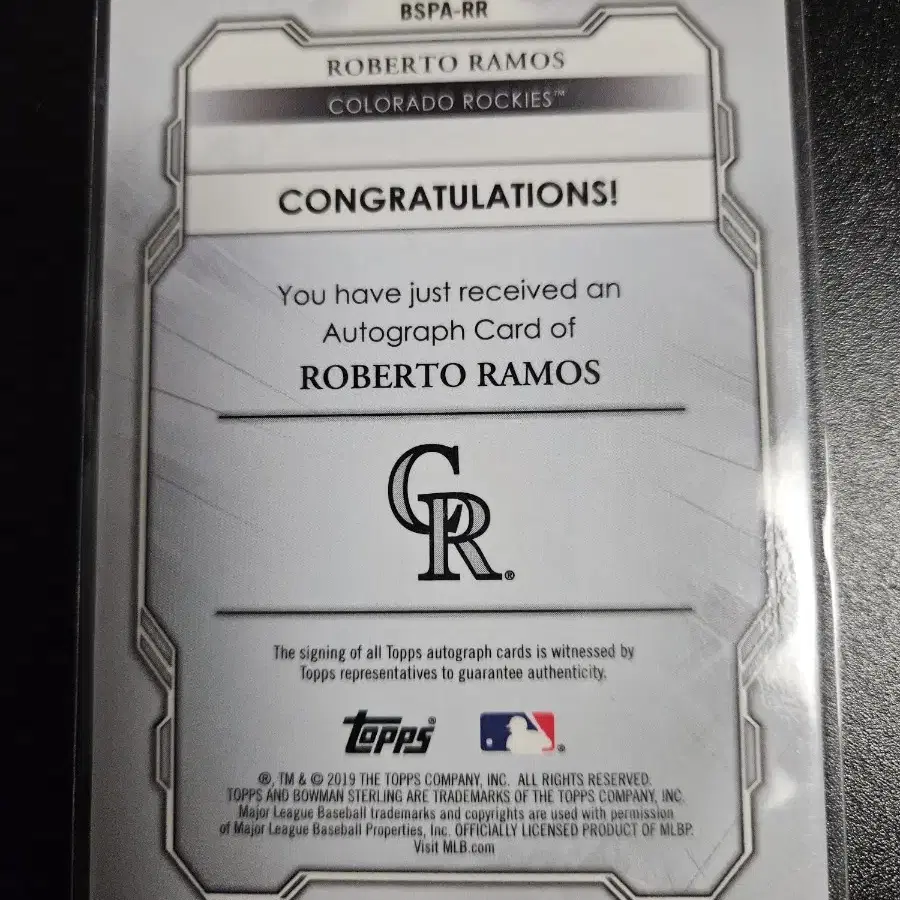 BSPA-RR
ROBERTO RAMOS
COLORADO ROCKIES™
CONGRATULATIONS!
You have just received an
Autograph Card of
ROBERTO RAMOS
CR®
The signing of all Topps autograph cards is witnessed by
Topps representatives to guarantee authenticity.
topps®
®
®, TM & © 2019 THE TOPPS COMPANY, INC. ALL RIGHTS RESERVED.
TOPPS AND BOWMAN STERLING ARE TRADEMARKS OF THE TOPPS COMPANY, INC.
Major League Baseball trademarks and copyrights are used with permission
of Major League Baseball Properties, Inc. OFFICIALLY LICENSED PRODUCT OF MLBP.
Visit MLB.com